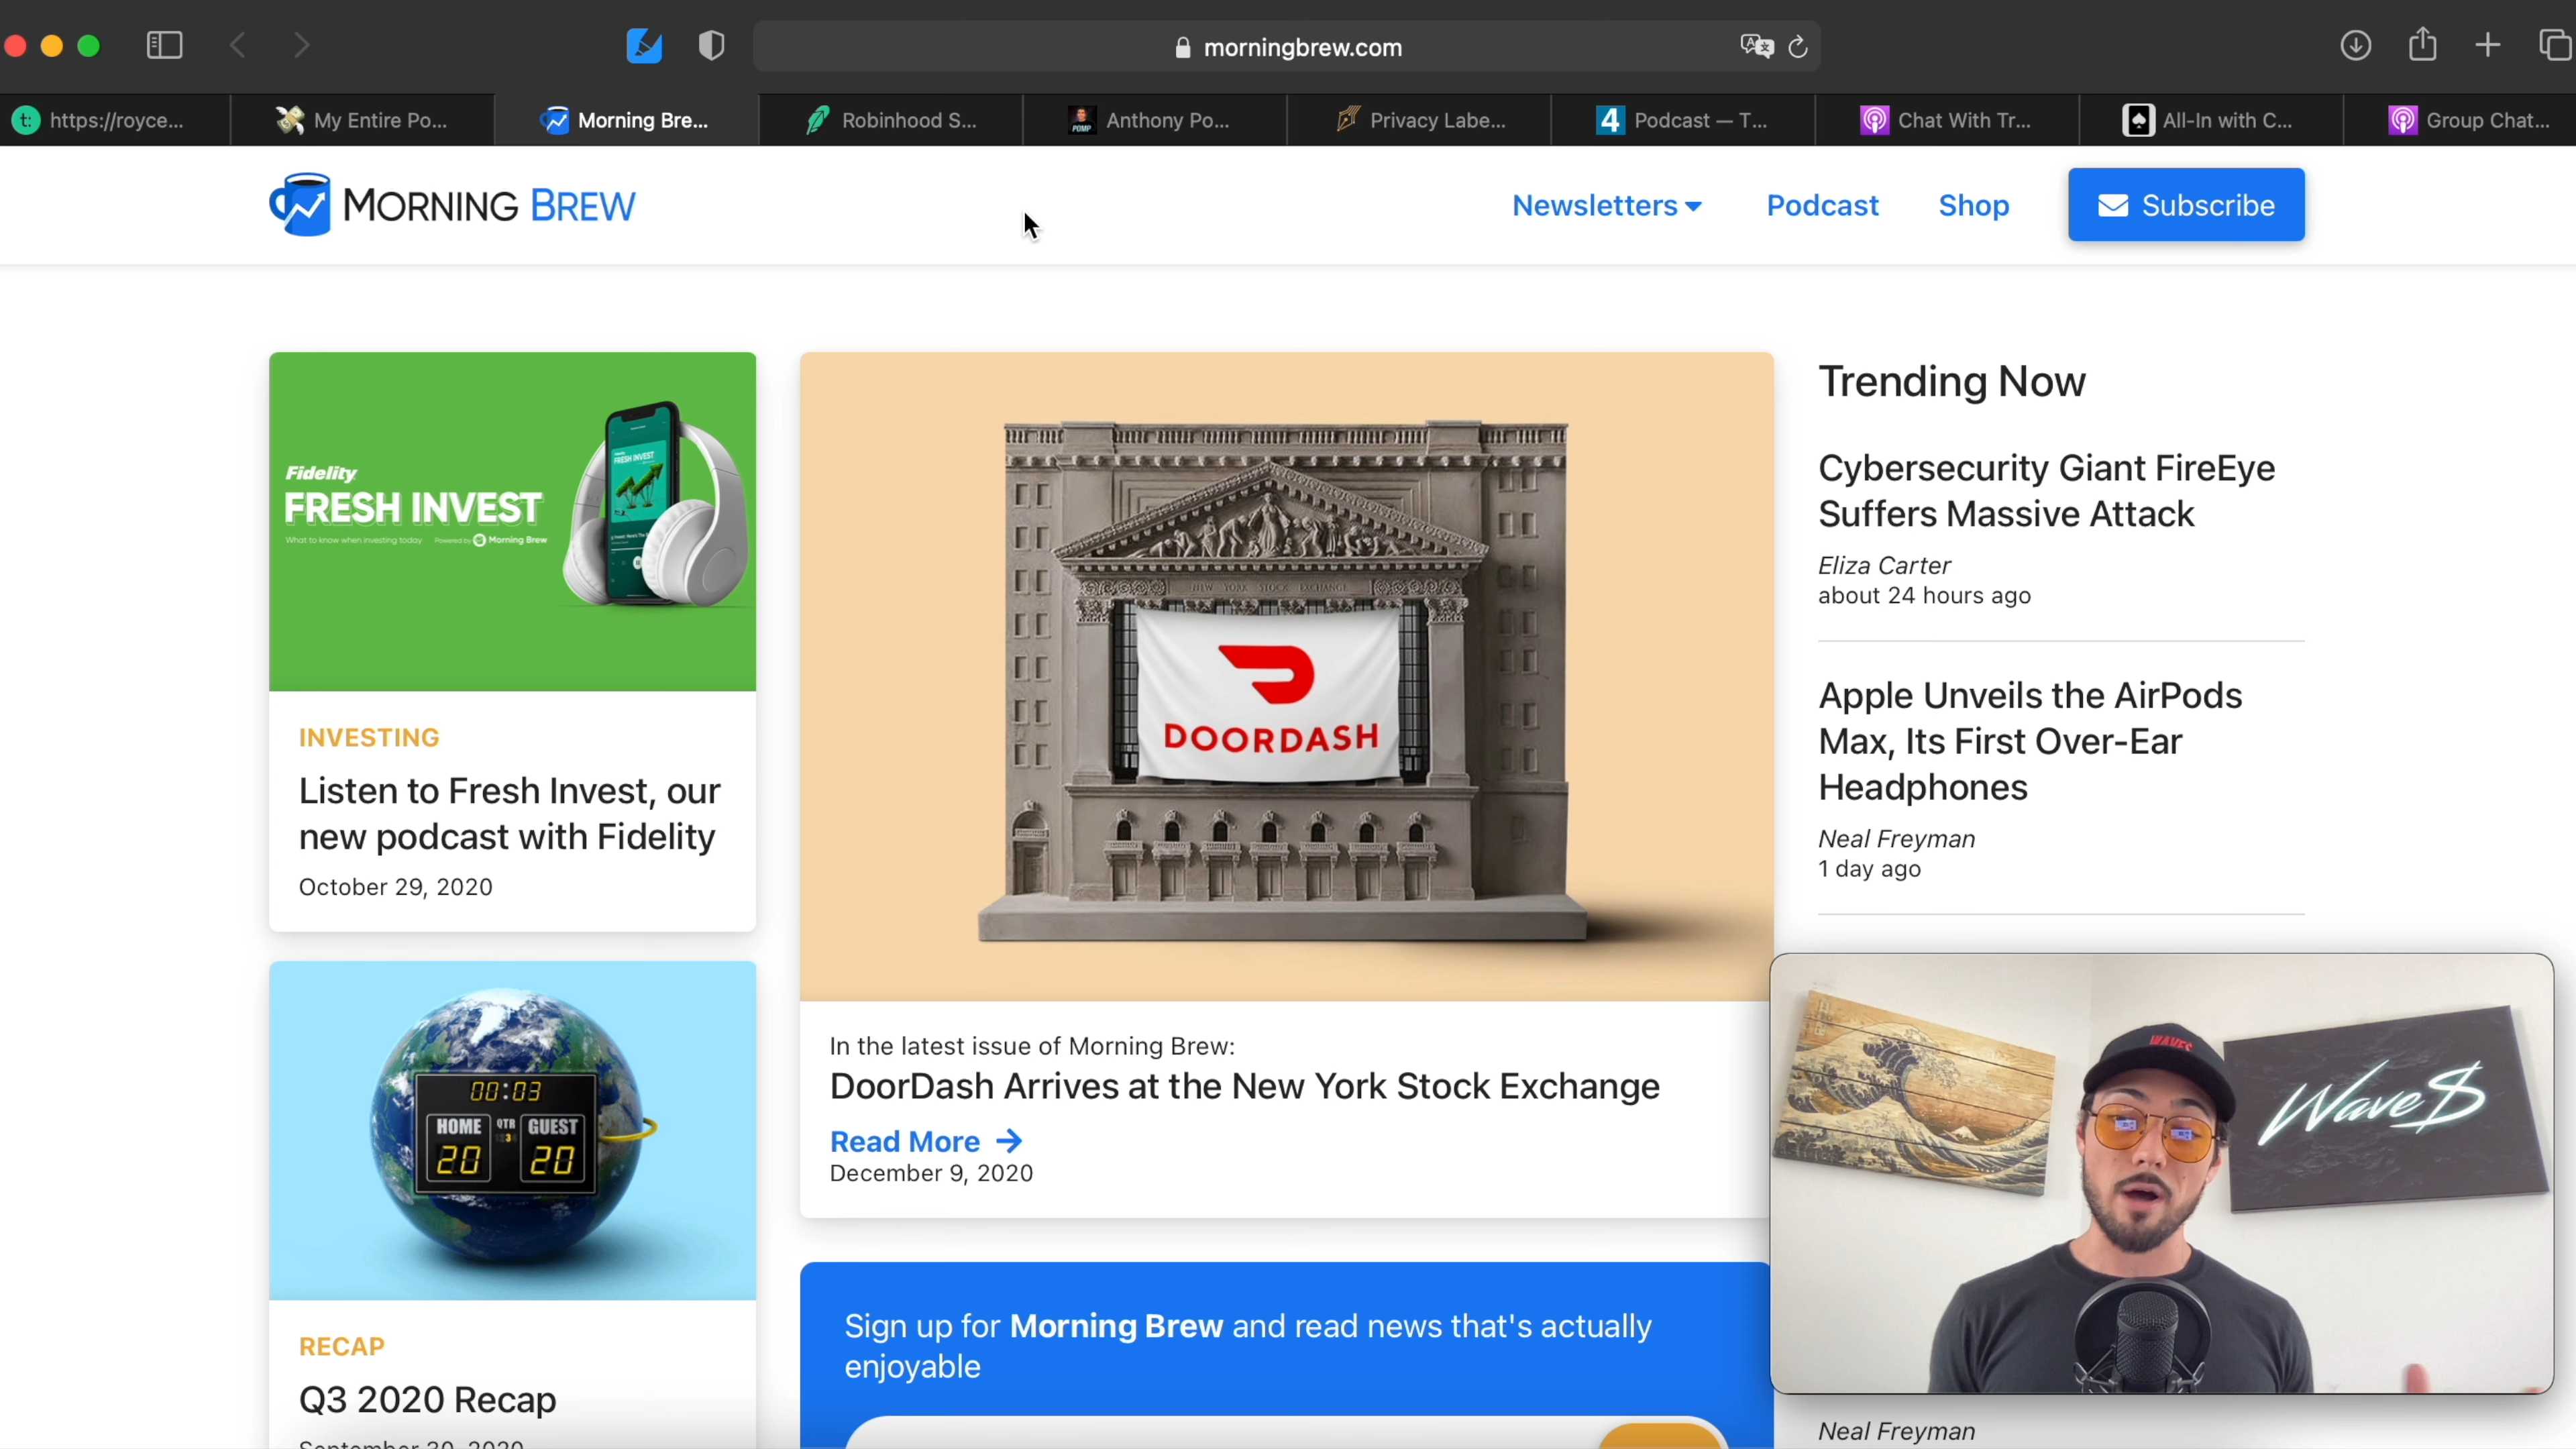 morningbrew.com
https://royce...
My Entire Po...
Morning Bre...
Robinhood S...
Anthony Po...
Privacy Labe...
4
Podcast — T...
Chat With Tr...
All-In with C...
Group Chat...
MORNING BREW
Newsletters
Podcast
Shop
Subscribe
Fidelity
FRESH INVEST
What to know when investing today
Powered by Morning Brew
INVESTING
Listen to Fresh Invest, our
new podcast with Fidelity
October 29, 2020
00:03
HOME QTR GUEST
20 3 20
RECAP
Q3 2020 Recap
September 30, 2020
NEW YORK STOCK EXCHANGE
DOORDASH
In the latest issue of Morning Brew:
DoorDash Arrives at the New York Stock Exchange
Read More
December 9, 2020
Sign up for Morning Brew and read news that's actually
enjoyable
Trending Now
Cybersecurity Giant FireEye
Suffers Massive Attack
Eliza Carter
about 24 hours ago
Apple Unveils the AirPods
Max, Its First Over-Ear
Headphones
Neal Freyman
1 day ago
WAVES
Wave$
Neal Freyman